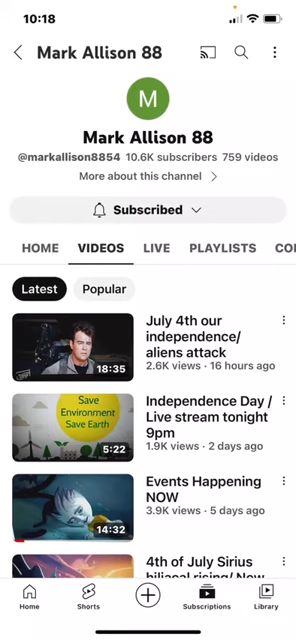 10:18
Mark Allison 88
M
Mark Allison 88
@markallison8854 10.6K subscribers 759 videos
More about this channel
Subscribed
HOME VIDEOS LIVE PLAYLISTS CO
Latest Popular
18:35
July 4th our
independence/
aliens attack
2.6K views · 16 hours ago
Save
Environment
Save Earth
5:22
Independence Day /
Live stream tonight
9pm
1.9K views · 2 days ago
14:32
Events Happening
NOW
3.9K views · 5 days ago
4th of July Sirius
hiliacal rising/ New
Home Shorts Subscriptions Library